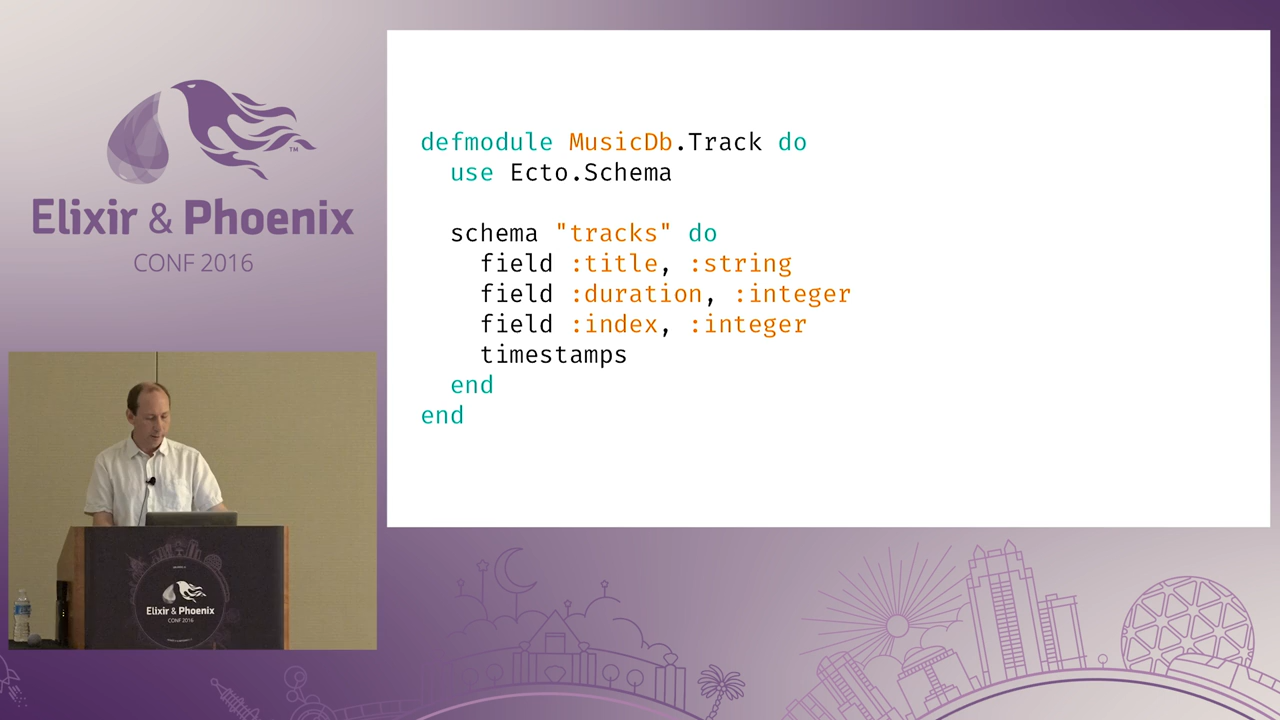 Elixir & Phoenix
CONF 2016
TM
defmodule MusicDb.Track do
  use Ecto.Schema

  schema "tracks" do
    field :title, :string
    field :duration, :integer
    field :index, :integer
    timestamps
  end
end
Elixir & Phoenix
CONF 2016